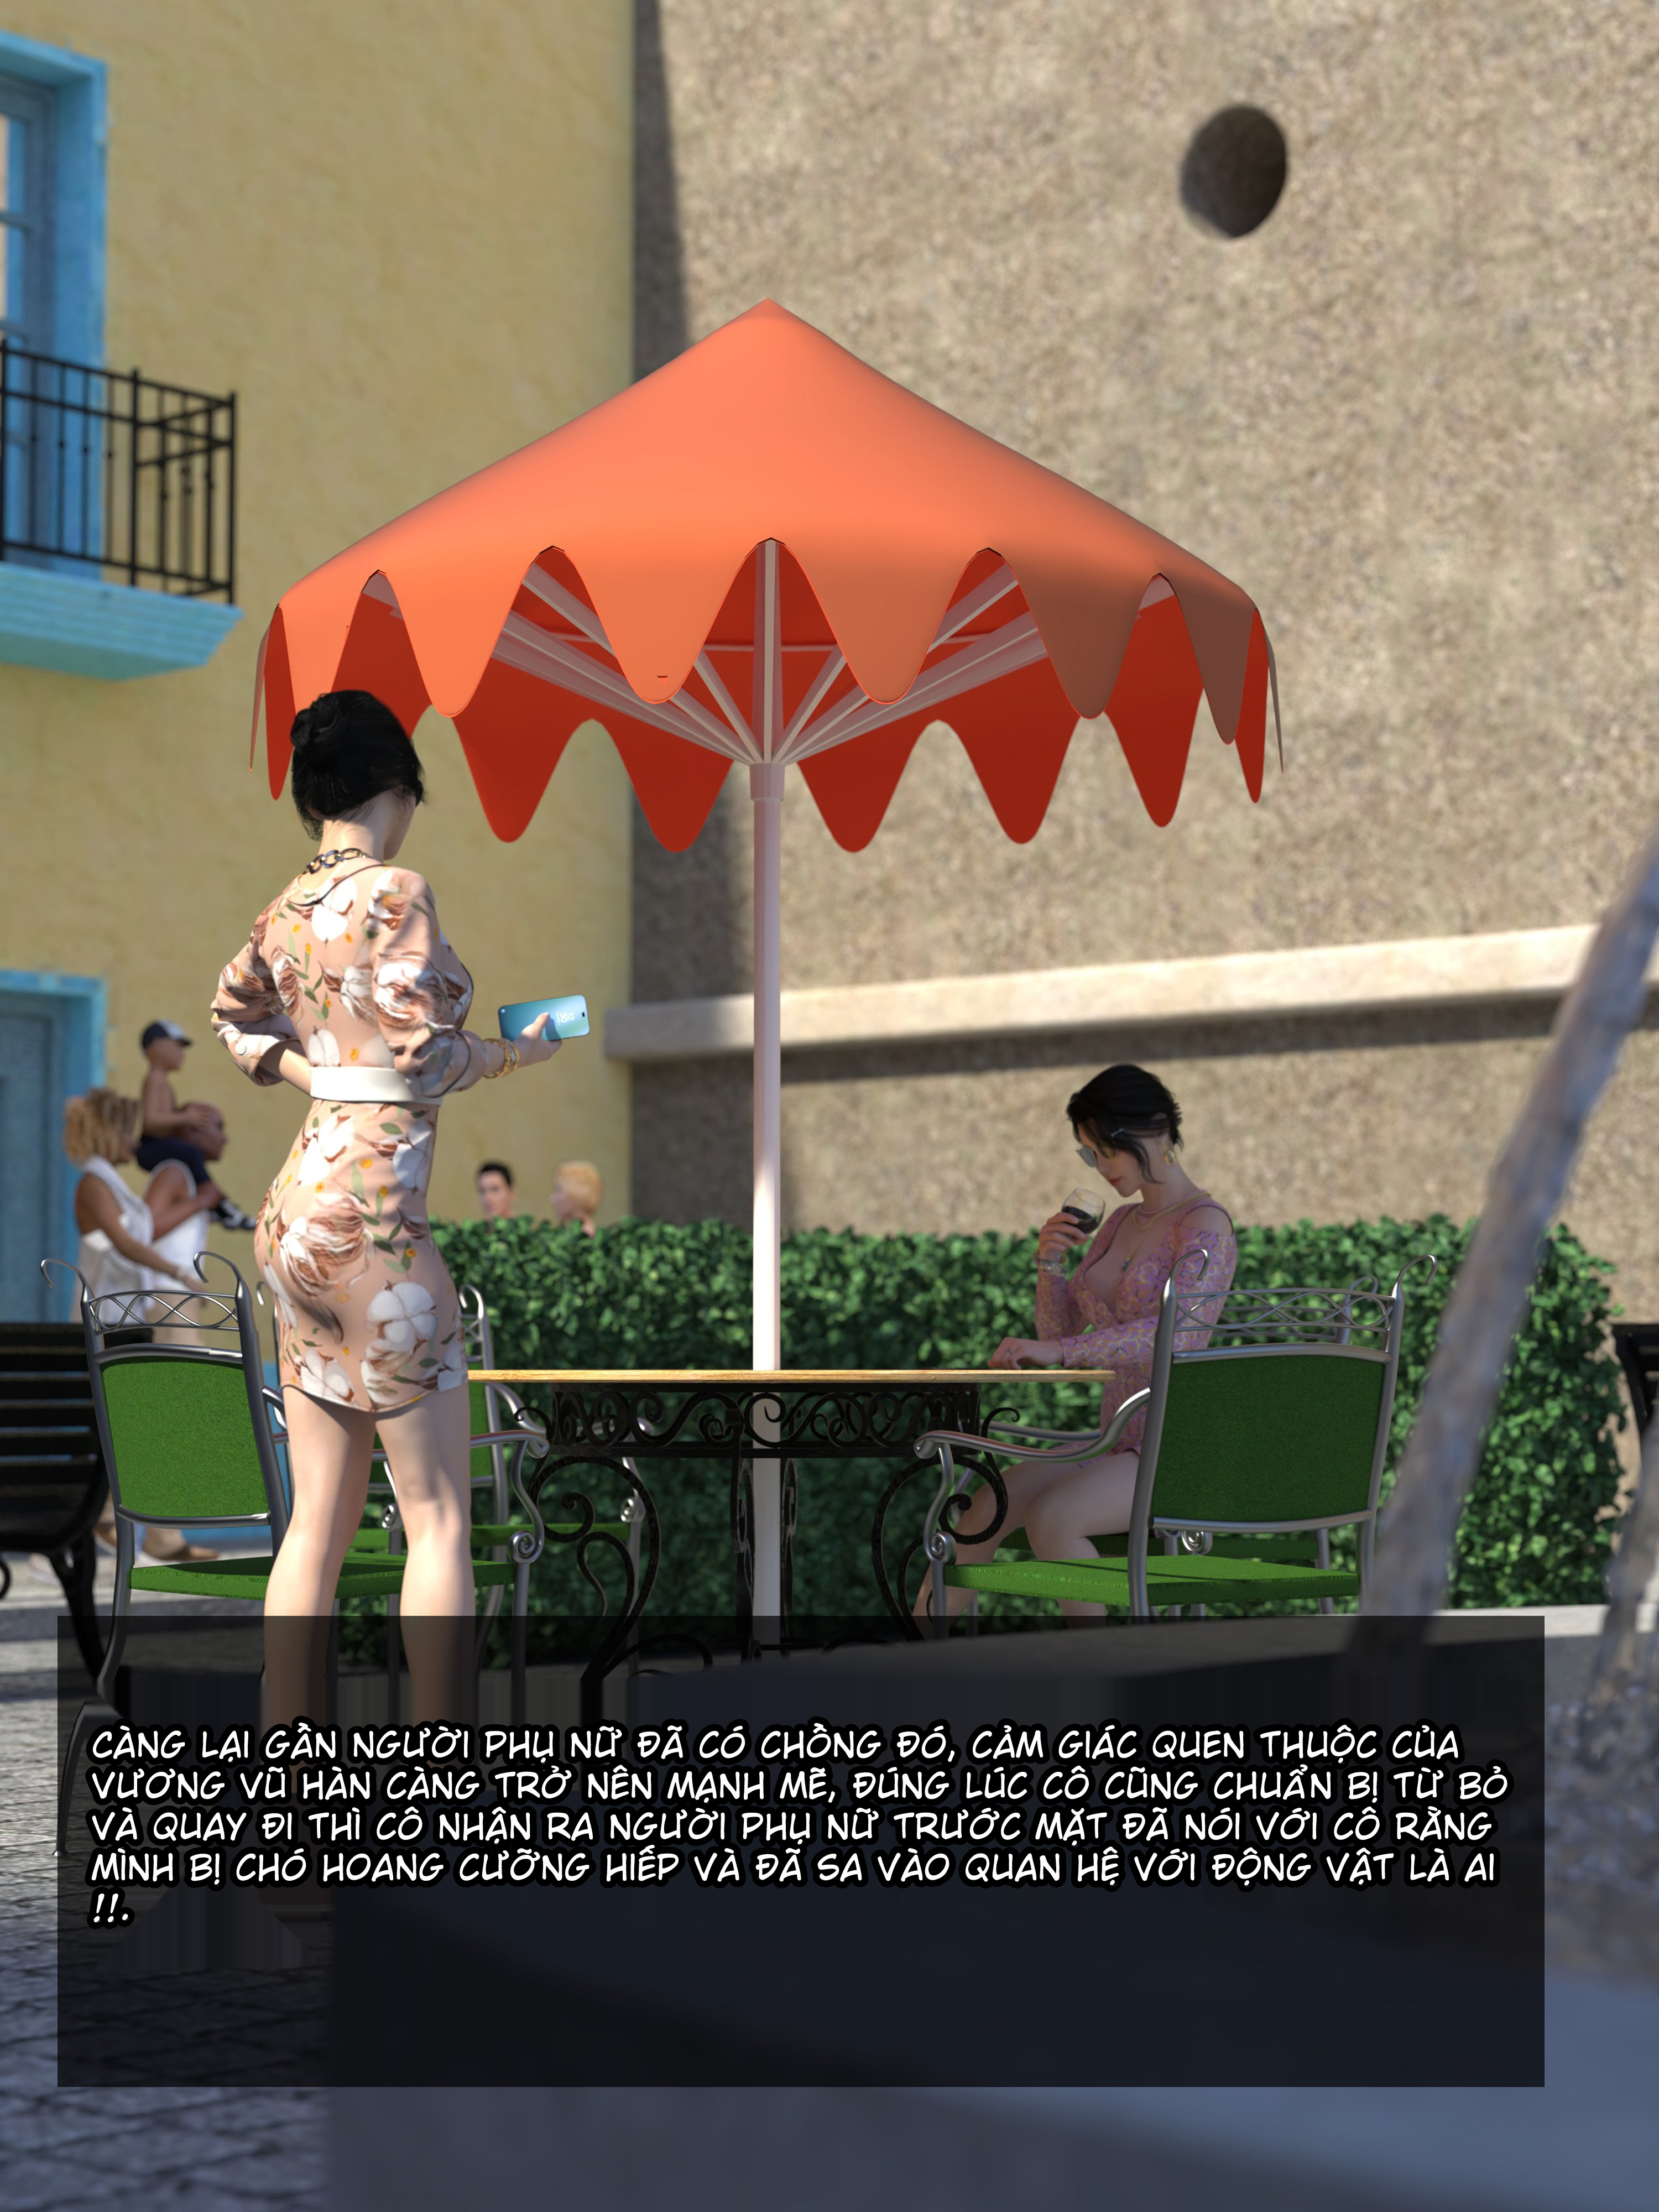 CÀNG LẠI GẦN NGƯỜI PHỤ NỮ ĐÃ CÓ CHỒNG ĐÓ, CẢM GIÁC QUEN THUỘC CỦA
VƯƠNG VŨ HÀN CÀNG TRỞ NÊN MẠNH MẼ, ĐÚNG LÚC CÔ CŨNG CHUẨN BỊ TỪ BỎ
VÀ QUAY ĐI THÌ CÔ NHẬN RA NGƯỜI PHỤ NỮ TRƯỚC MẶT ĐÃ NÓI VỚI CÔ RẰNG
MÌNH BỊ CHÓ HOANG CƯỠNG HIẾP VÀ ĐÃ SA VÀO QUAN HỆ VỚI ĐỘNG VẬT LÀ AI
!!.